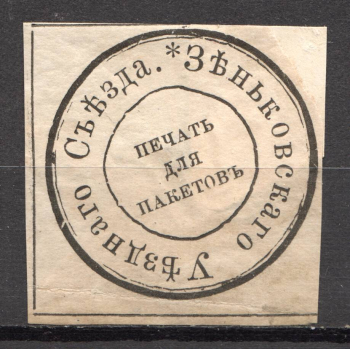 *Зѣньковскаго Уѣзднаго Съѣзда.
ПЕЧАТЬ
ДЛЯ
ПАКЕТОВЪ